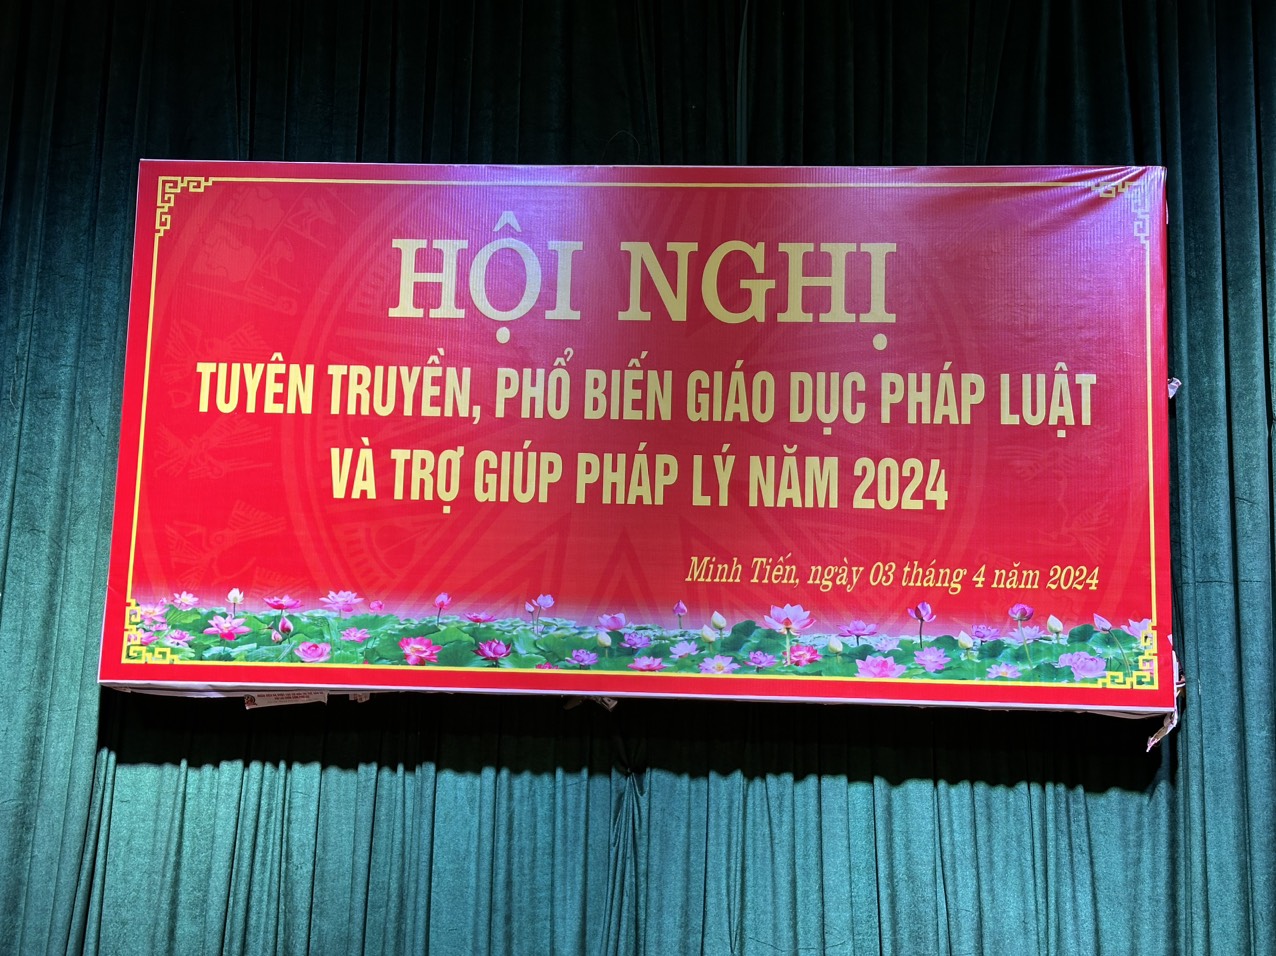 HỘI NGHỊ
TUYÊN TRUYỀN, PHỔ BIẾN GIÁO DỤC PHÁP LUẬT
VÀ TRỢ GIÚP PHÁP LÝ NĂM 2024
Minh Tiến, ngày 03 tháng 4 năm 2024